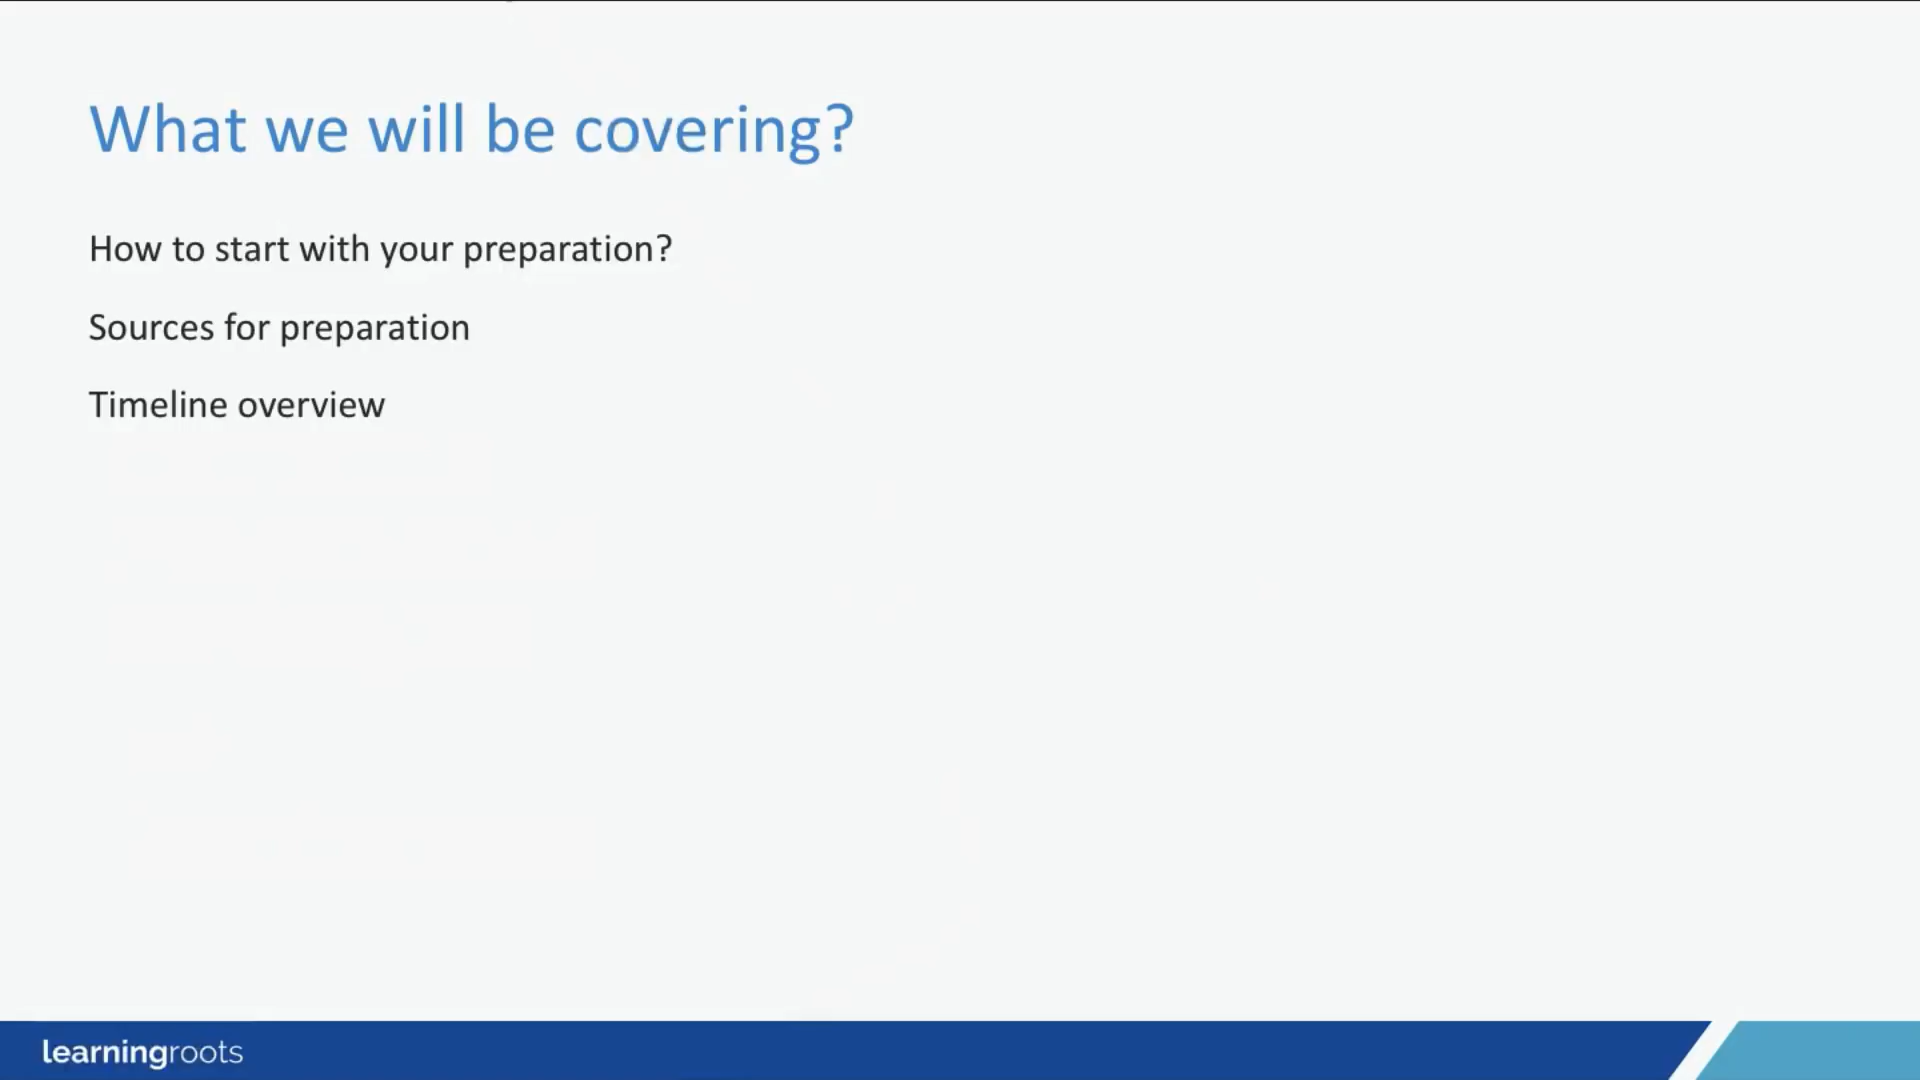 What we will be covering?
How to start with your preparation?
Sources for preparation
Timeline overview
learningroots